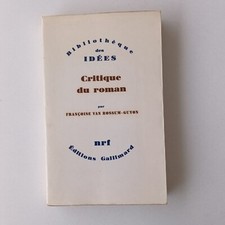 Bibliothèque
des
IDÉES
Critique
du roman
par
FRANÇOISE VAN ROSSUM-GUYON
nrf
Éditions Gallimard